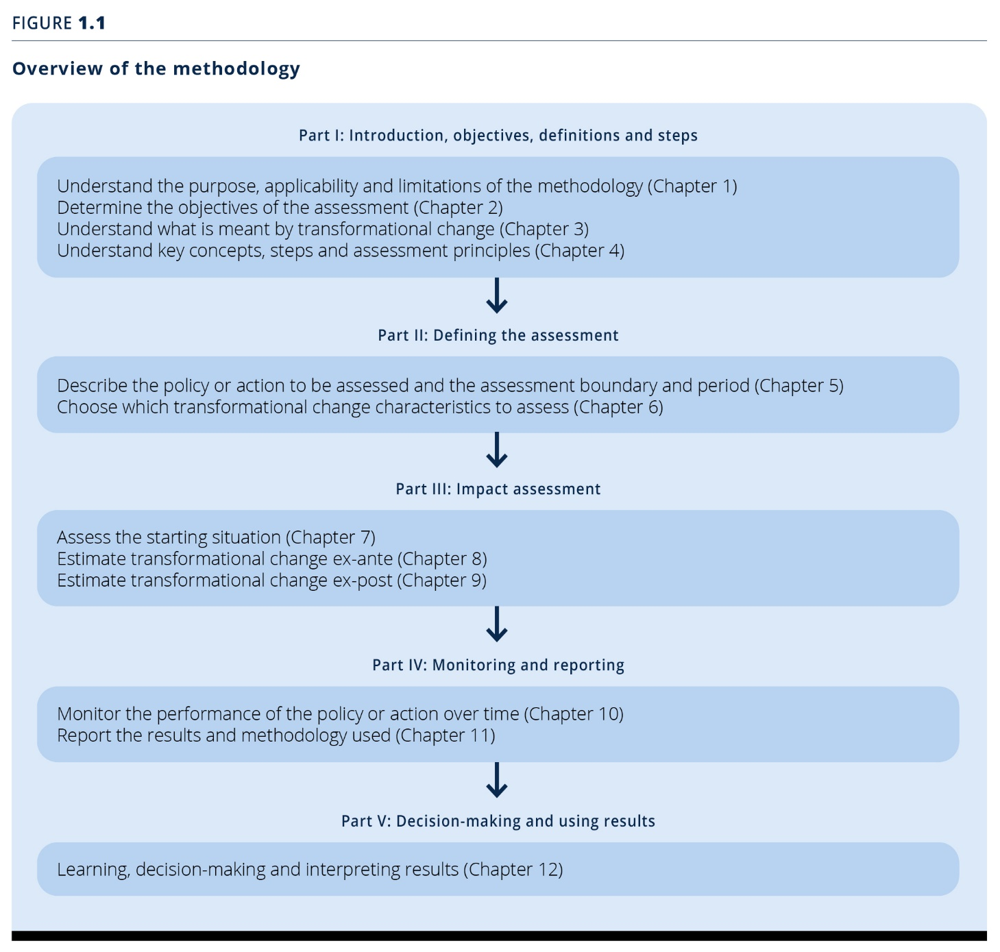 FIGURE 1.1
Overview of the methodology
Part I: Introduction, objectives, definitions and steps
Understand the purpose, applicability and limitations of the methodology (Chapter 1)
Determine the objectives of the assessment (Chapter 2)
Understand what is meant by transformational change (Chapter 3)
Understand key concepts, steps and assessment principles (Chapter 4)
Part II: Defining the assessment
Describe the policy or action to be assessed and the assessment boundary and period (Chapter 5)
Choose which transformational change characteristics to assess (Chapter 6)
Part III: Impact assessment
Assess the starting situation (Chapter 7)
Estimate transformational change ex-ante (Chapter 8)
Estimate transformational change ex-post (Chapter 9)
Part IV: Monitoring and reporting
Monitor the performance of the policy or action over time (Chapter 10)
Report the results and methodology used (Chapter 11)
Part V: Decision-making and using results
Learning, decision-making and interpreting results (Chapter 12)